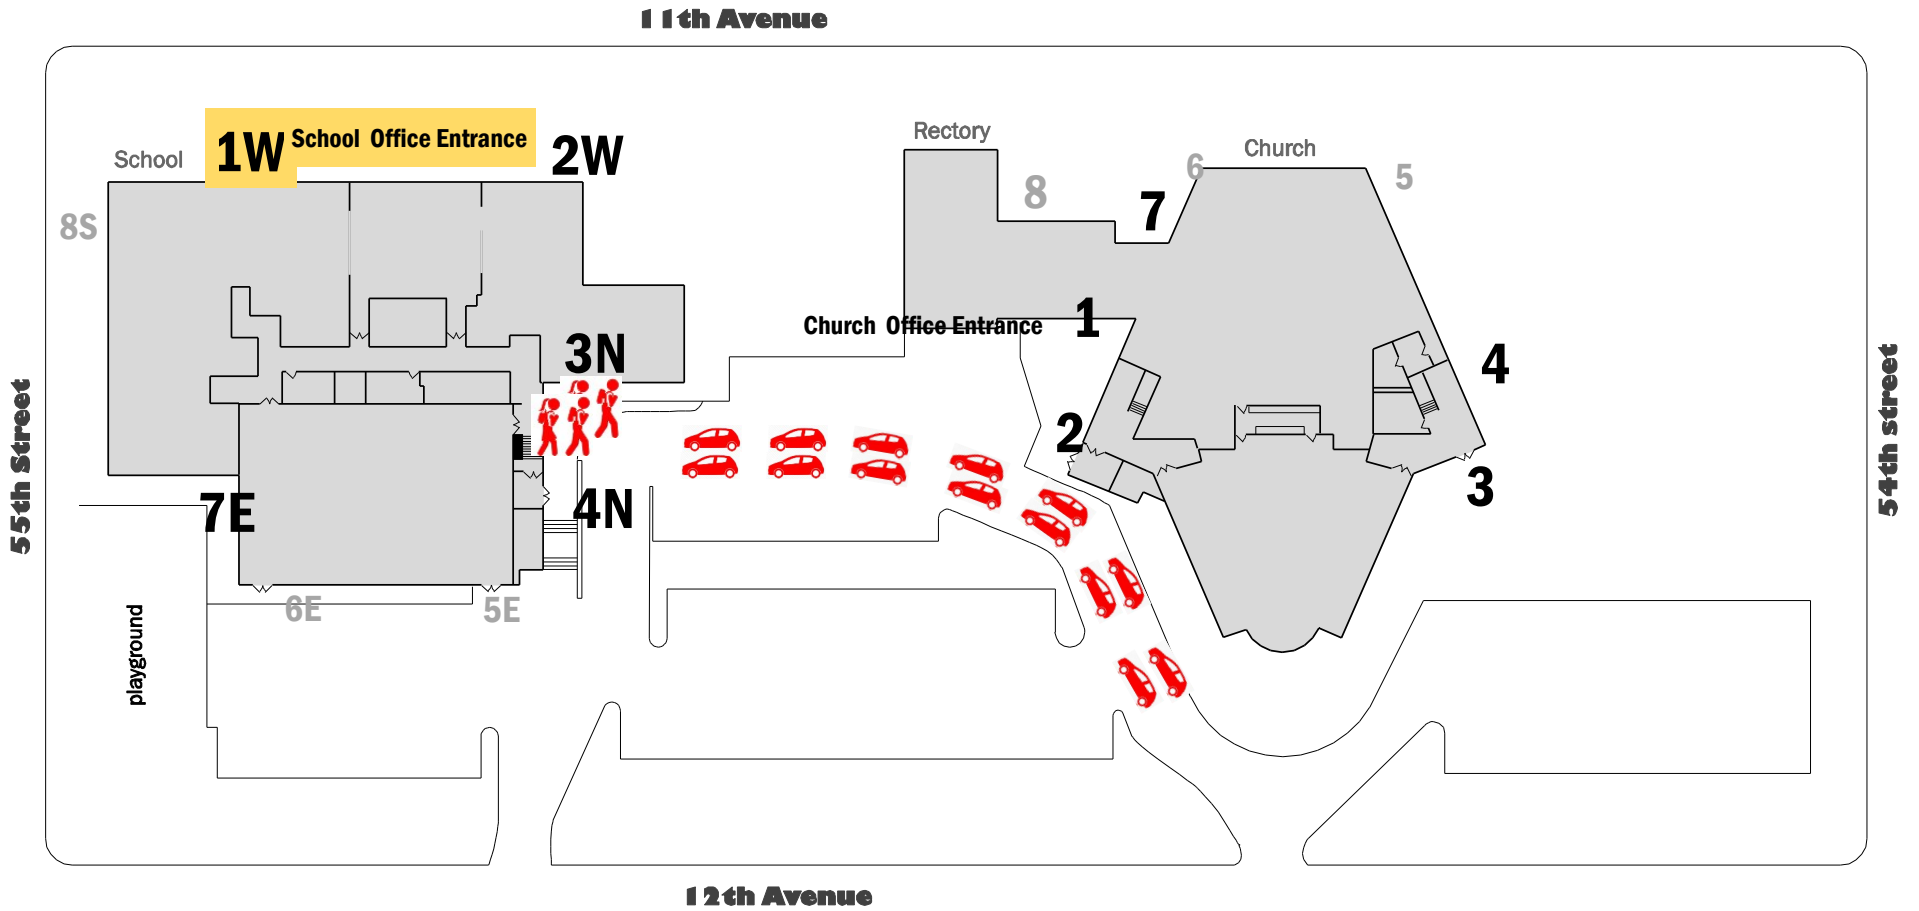 11th Avenue
School
1W School Office Entrance
2W
8S
Rectory
8
7
6
Church
5
3N
Church Office Entrance
1
4
2
3
7E
4N
6E
5E
playground
55th Street
54th street
12th Avenue